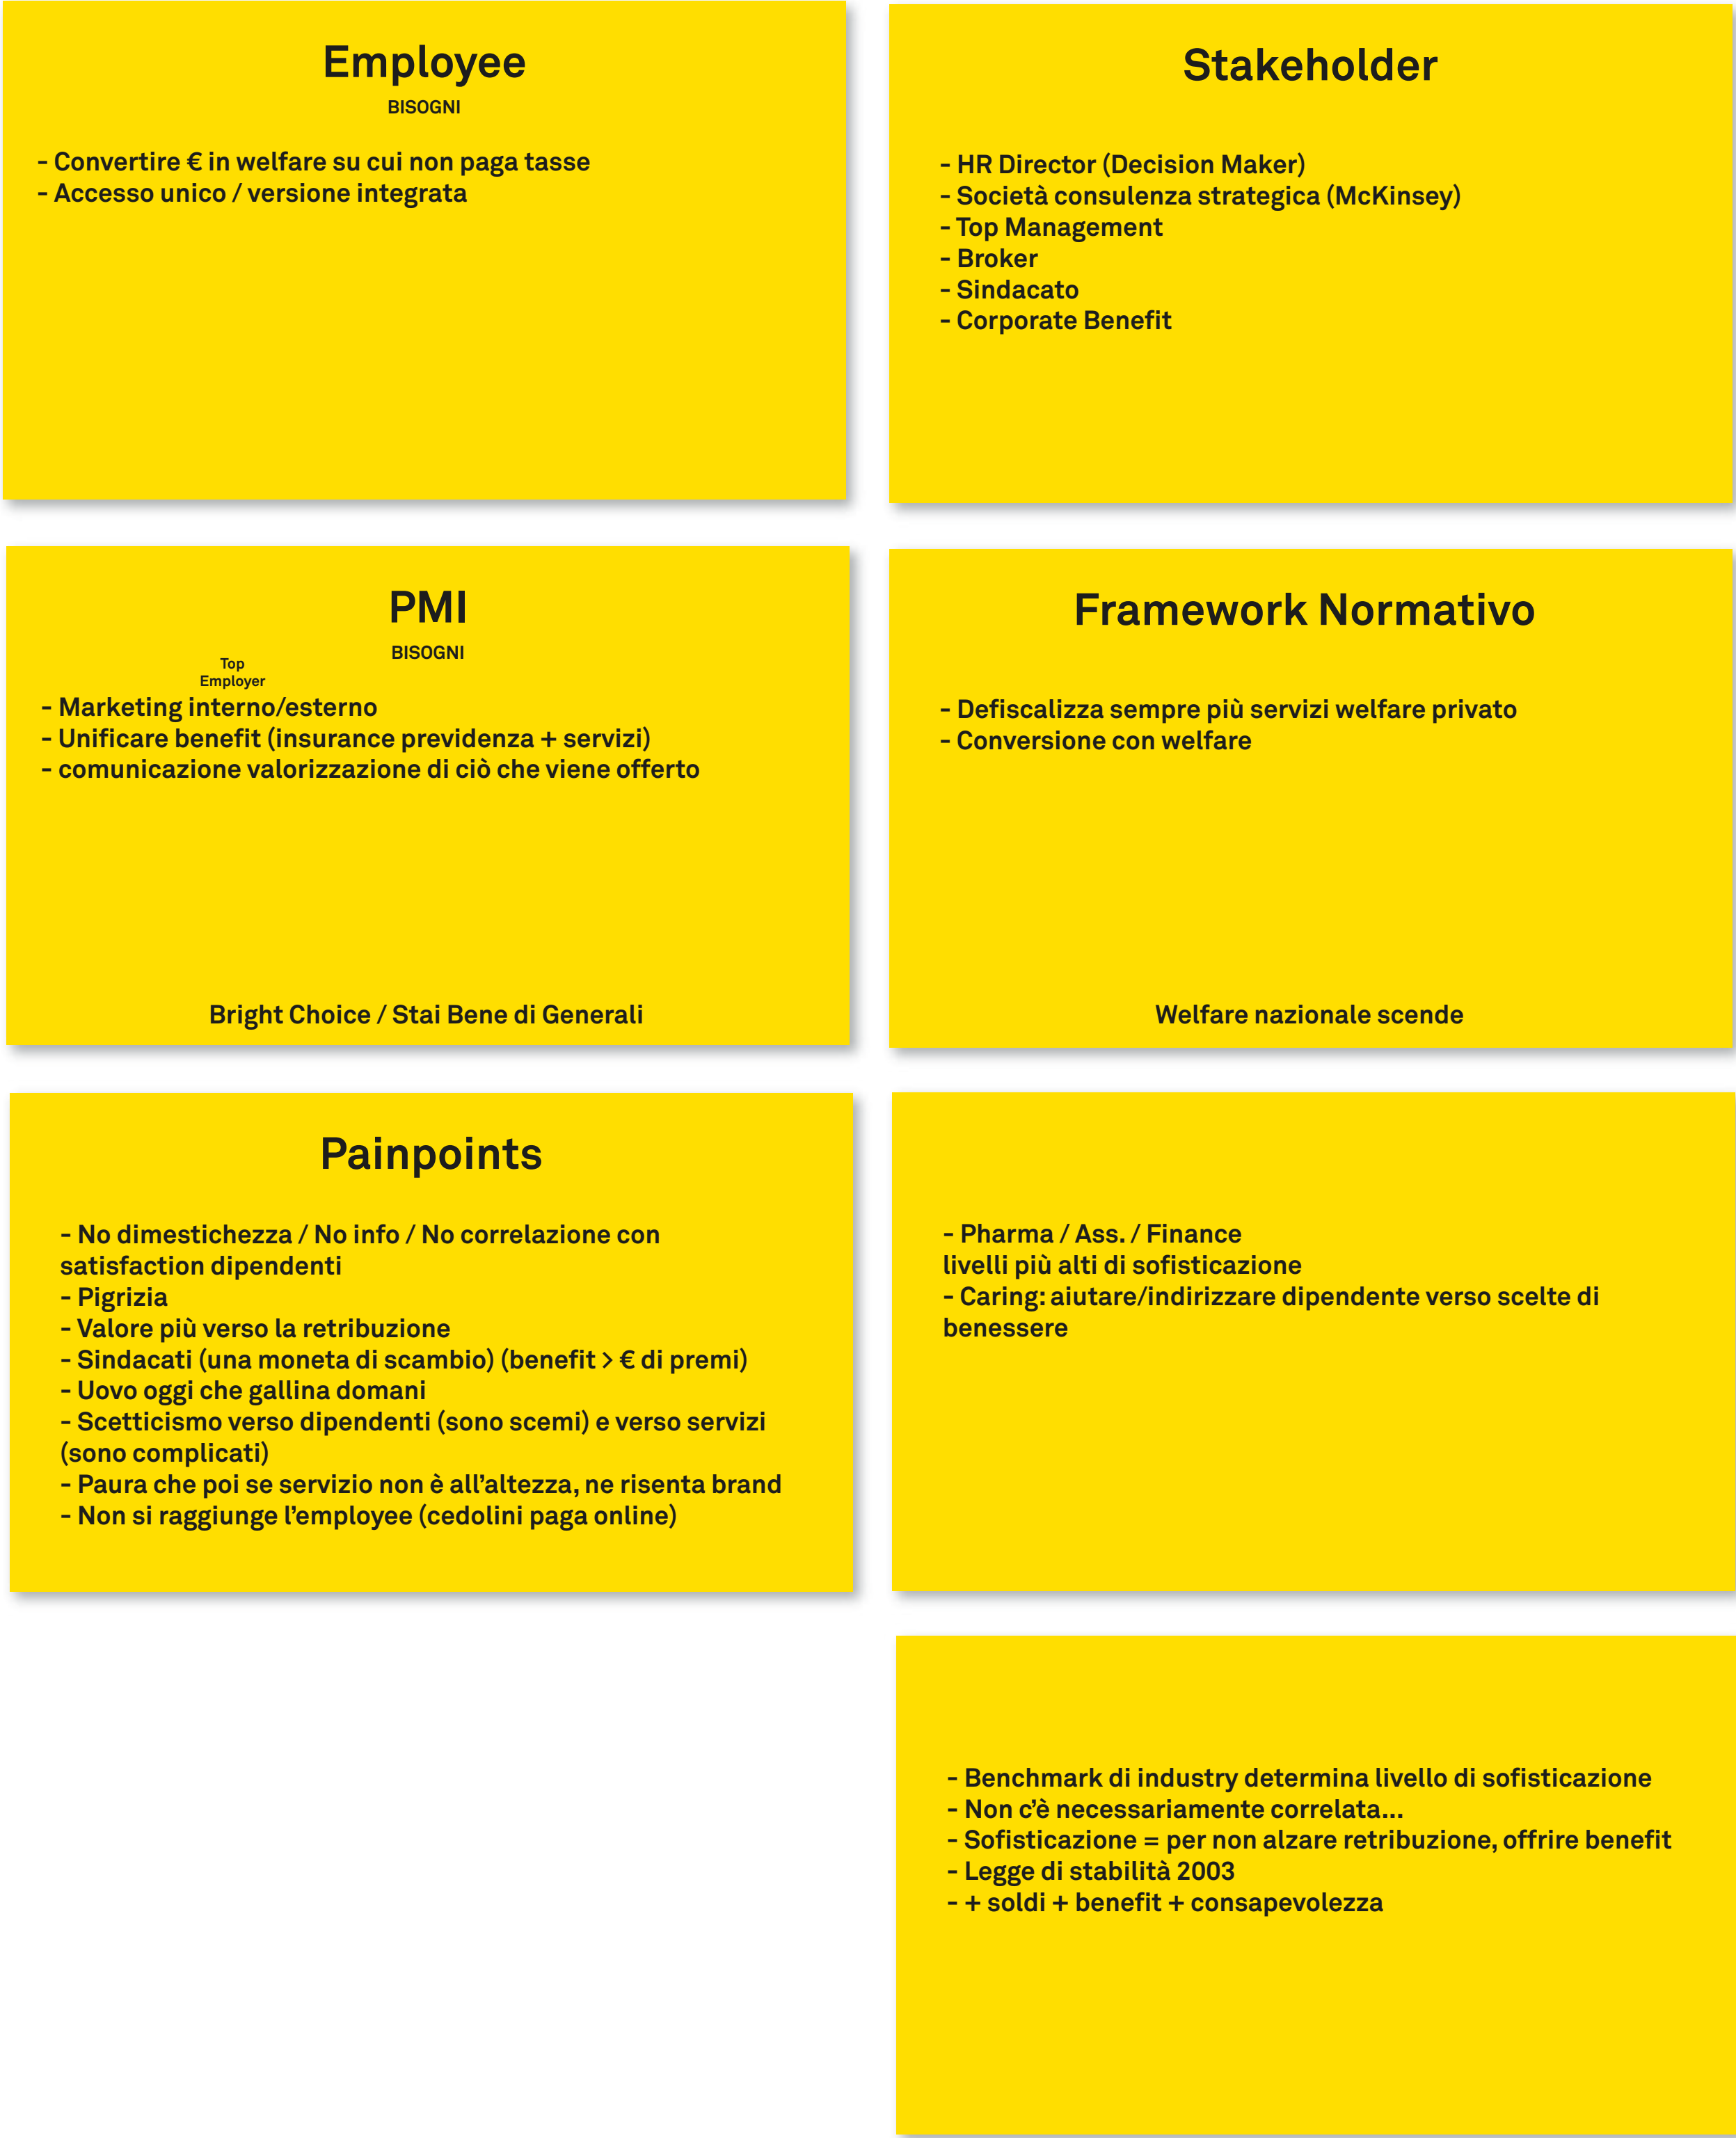 Employee
BISOGNI
- Convertire € in welfare su cui non paga tasse
- Accesso unico / versione integrata
Stakeholder
- HR Director (Decision Maker)
- Società consulenza strategica (McKinsey)
- Top Management
- Broker
- Sindacato
- Corporate Benefit
PMI
BISOGNI
Top
Employer
- Marketing interno/esterno
- Unificare benefit (insurance previdenza + servizi)
- comunicazione valorizzazione di ciò che viene offerto
Bright Choice / Stai Bene di Generali
Framework Normativo
- Defiscalizza sempre più servizi welfare privato
- Conversione con welfare
Welfare nazionale scende
Painpoints
- No dimestichezza / No info / No correlazione con
satisfaction dipendenti
- Pigrizia
- Valore più verso la retribuzione
- Sindacati (una moneta di scambio) (benefit > € di premi)
- Uovo oggi che gallina domani
- Scetticismo verso dipendenti (sono scemi) e verso servizi
(sono complicati)
- Paura che poi se servizio non è all’altezza, ne risenta brand
- Non si raggiunge l’employee (cedolini paga online)
- Pharma / Ass. / Finance
livelli più alti di sofisticazione
- Caring: aiutare/indirizzare dipendente verso scelte di
benessere
- Benchmark di industry determina livello di sofisticazione
- Non c’è necessariamente correlata...
- Sofisticazione = per non alzare retribuzione, offrire benefit
- Legge di stabilità 2003
- + soldi + benefit + consapevolezza